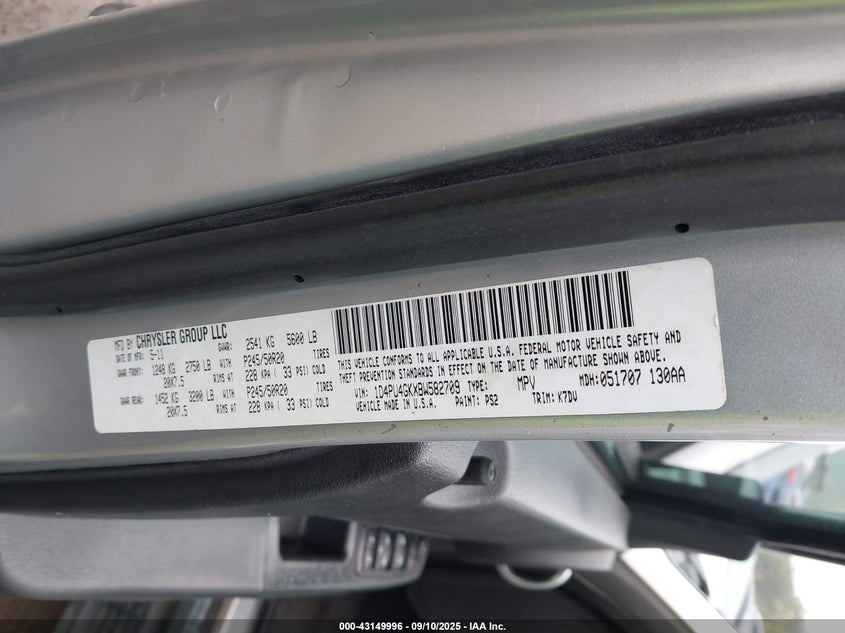 MFD BY CHRYSLER GROUP LLC
DATE OF MFR: 5-11 GVWR: 2541 KG 5600 LB
GAWR FRONT: 1248 KG 2750 LB WITH P245/50R20 TIRES
20X7.5 RIMS AT 228 KPA ( 33 PSI) COLD
GAWR REAR: 1452 KG 3200 LB WITH P245/50R20 TIRES
20X7.5 RIMS AT 228 KPA ( 33 PSI) COLD
THIS VEHICLE CONFORMS TO ALL APPLICABLE U.S.A. FEDERAL MOTOR VEHICLE SAFETY AND
THEFT PREVENTION STANDARDS IN EFFECT ON THE DATE OF MANUFACTURE SHOWN ABOVE.
VIN: 1D4PU4GKXBW582709 TYPE: MPV MDH: 051707 130AA
VEHICLE MADE IN U.S.A. PAINT: PS2 TRIM: K7DV
000-43149996 - 09/10/2025 - IAA Inc.